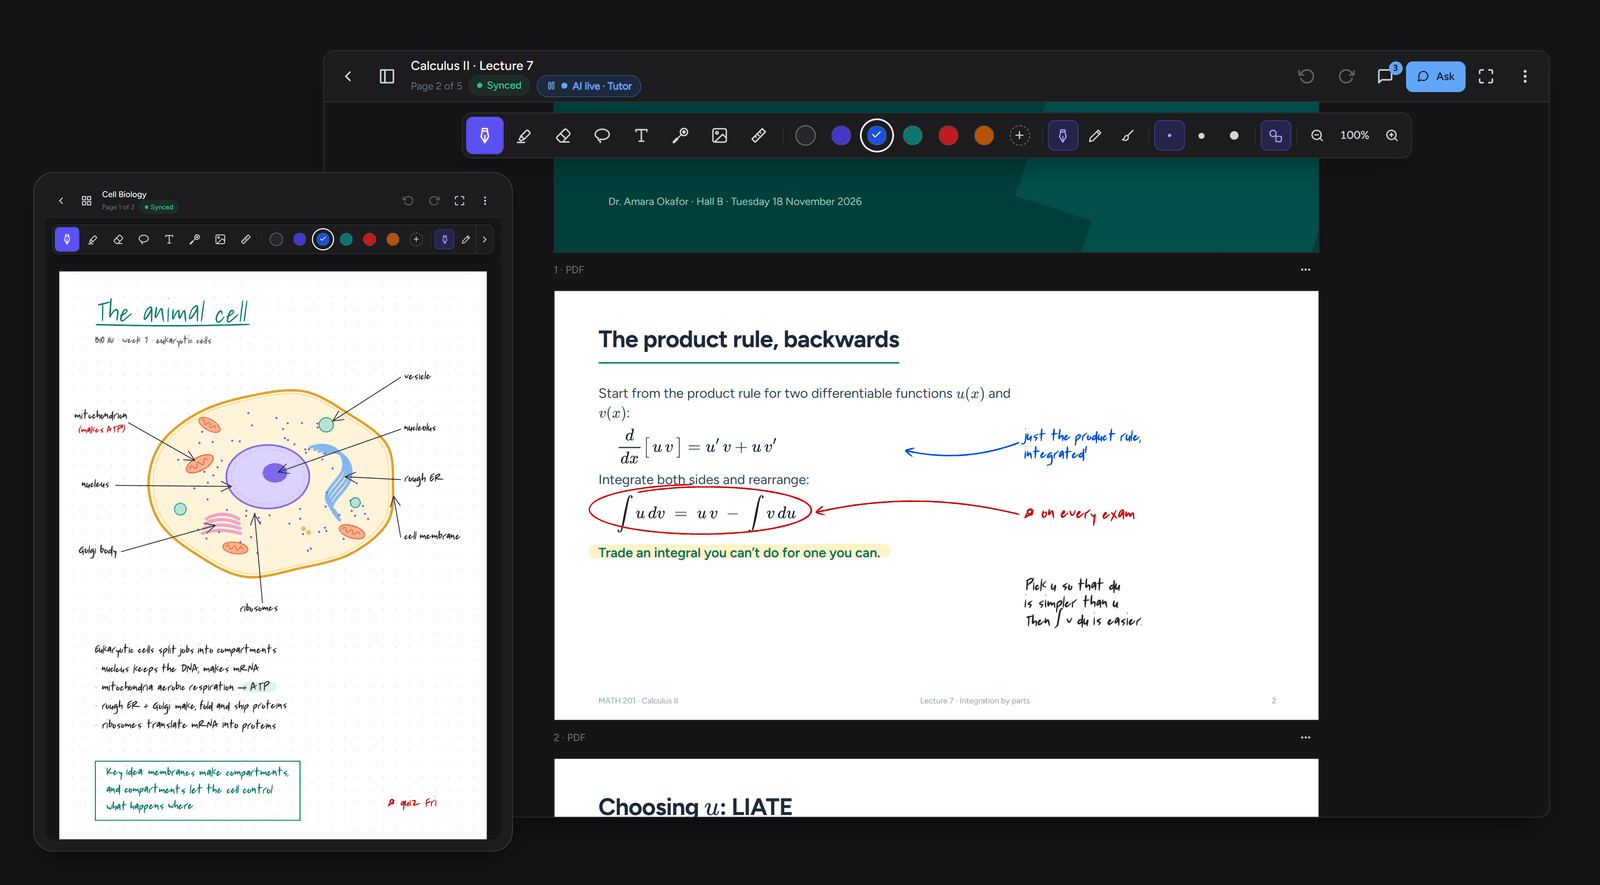 Calculus II · Lecture 7
Page 2 of 5
Synced
AI live · Tutor
3
Ask
100%
Dr. Amara Okafor · Hall B · Tuesday 18 November 2026
1 · PDF
The product rule, backwards
Start from the product rule for two differentiable functions u(x) and
v(x):
d/dx [u v] = u′ v + u v′
just the product rule,
integrated!
Integrate both sides and rearrange:
∫ u dv = u v − ∫ v du
on every exam
Trade an integral you can’t do for one you can.
Pick u so that du
is simpler than u
Then ∫ v du is easier.
MATH 201 · Calculus II
Lecture 7 · Integration by parts
2
2 · PDF
Choosing u: LIATE
Cell Biology
Page 1 of 2
Synced
The animal cell
BIO 110 · week 7 · eukaryotic cells
vesicle
mitochondrion
(makes ATP!)
nucleolus
nucleus
rough ER
cell membrane
Golgi body
ribosomes
Eukaryotic cells split jobs into compartments
· nucleus keeps the DNA, makes mRNA
· mitochondria aerobic respiration → ATP
· rough ER + Golgi make, fold and ship proteins
· ribosomes translate mRNA into proteins
Key idea membranes make compartments,
and compartments let the cell control
what happens where
quiz Fri